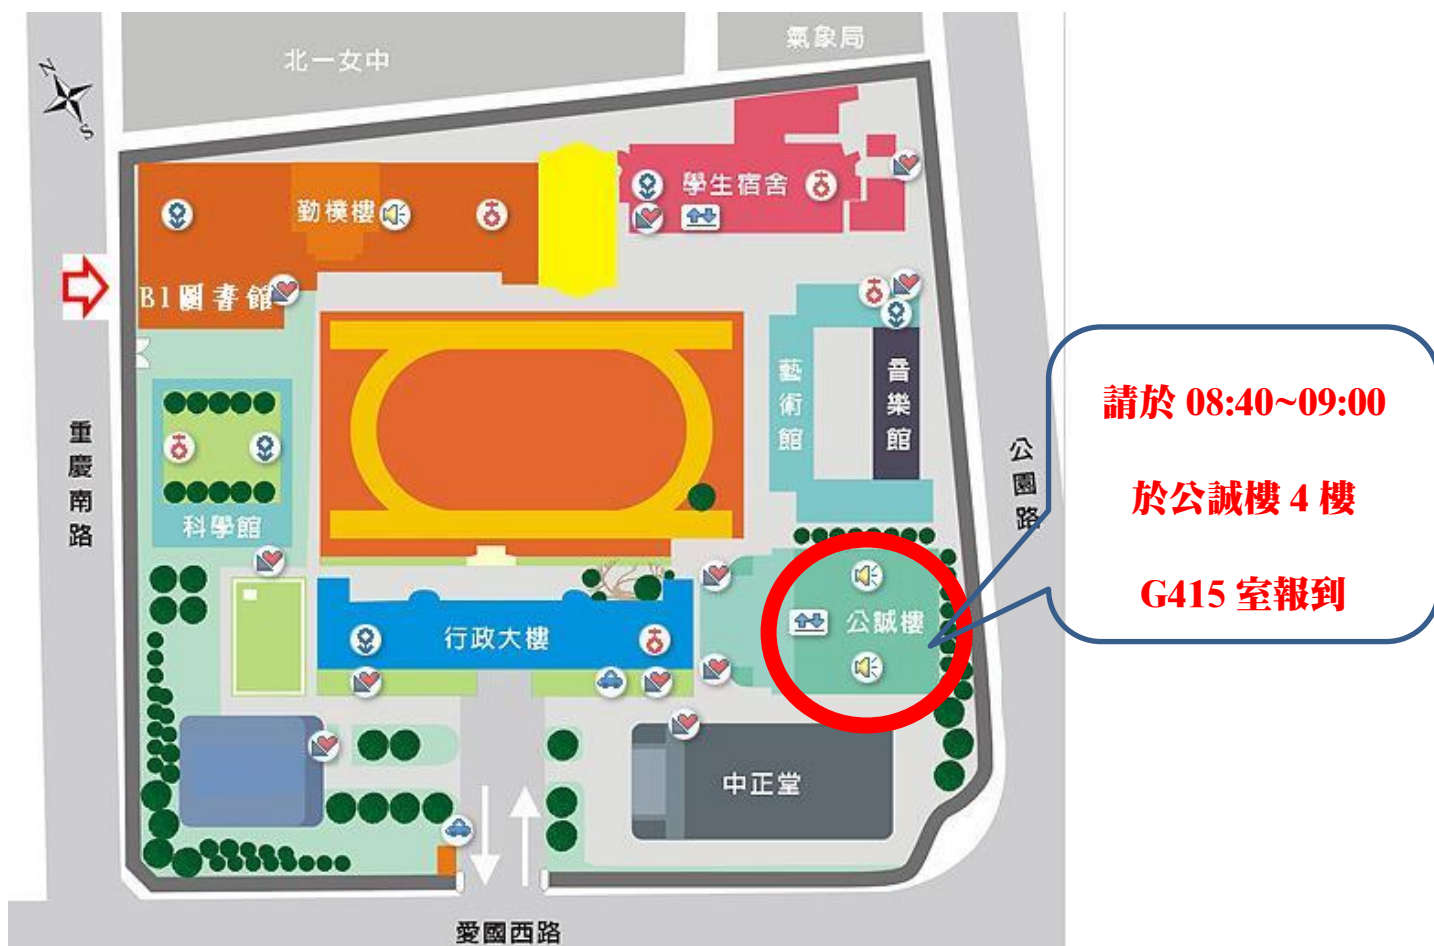 北一女中
氣象局
N
S
學生宿舍
勤樸樓
B1圖書館
藝術館
音樂館
重慶南路
公園路
科學館
請於 08:40~09:00
於公誠樓 4 樓
G415 室報到
行政大樓
公誠樓
中正堂
愛國西路